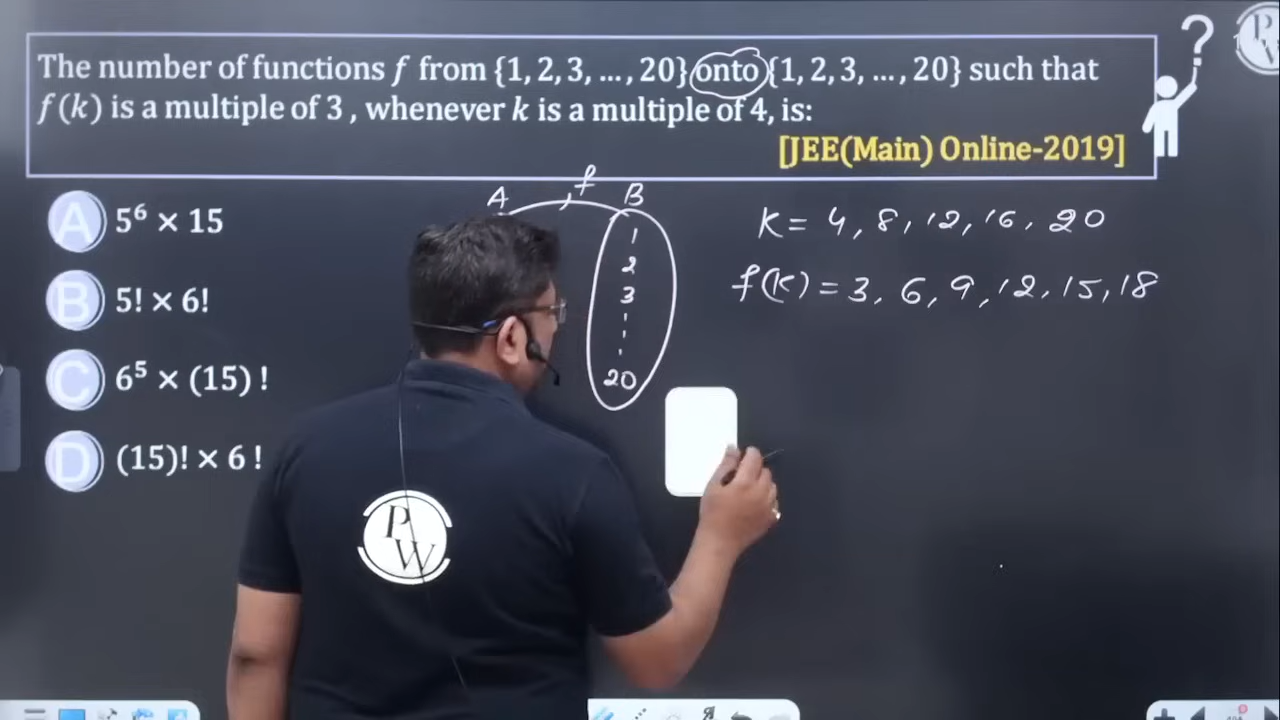 The number of functions f from {1, 2, 3, ... , 20} onto {1, 2, 3, ... , 20} such that
f(k) is a multiple of 3 , whenever k is a multiple of 4, is:
[JEE(Main) Online-2019]
?
P
W
A 5⁶ × 15
B 5! × 6!
C 6⁵ × (15) !
D (15)! × 6 !
A f B
1
2
3
20
K = 4, 8, 12, 16, 20
f(K) = 3, 6, 9, 12, 15, 18
P
W